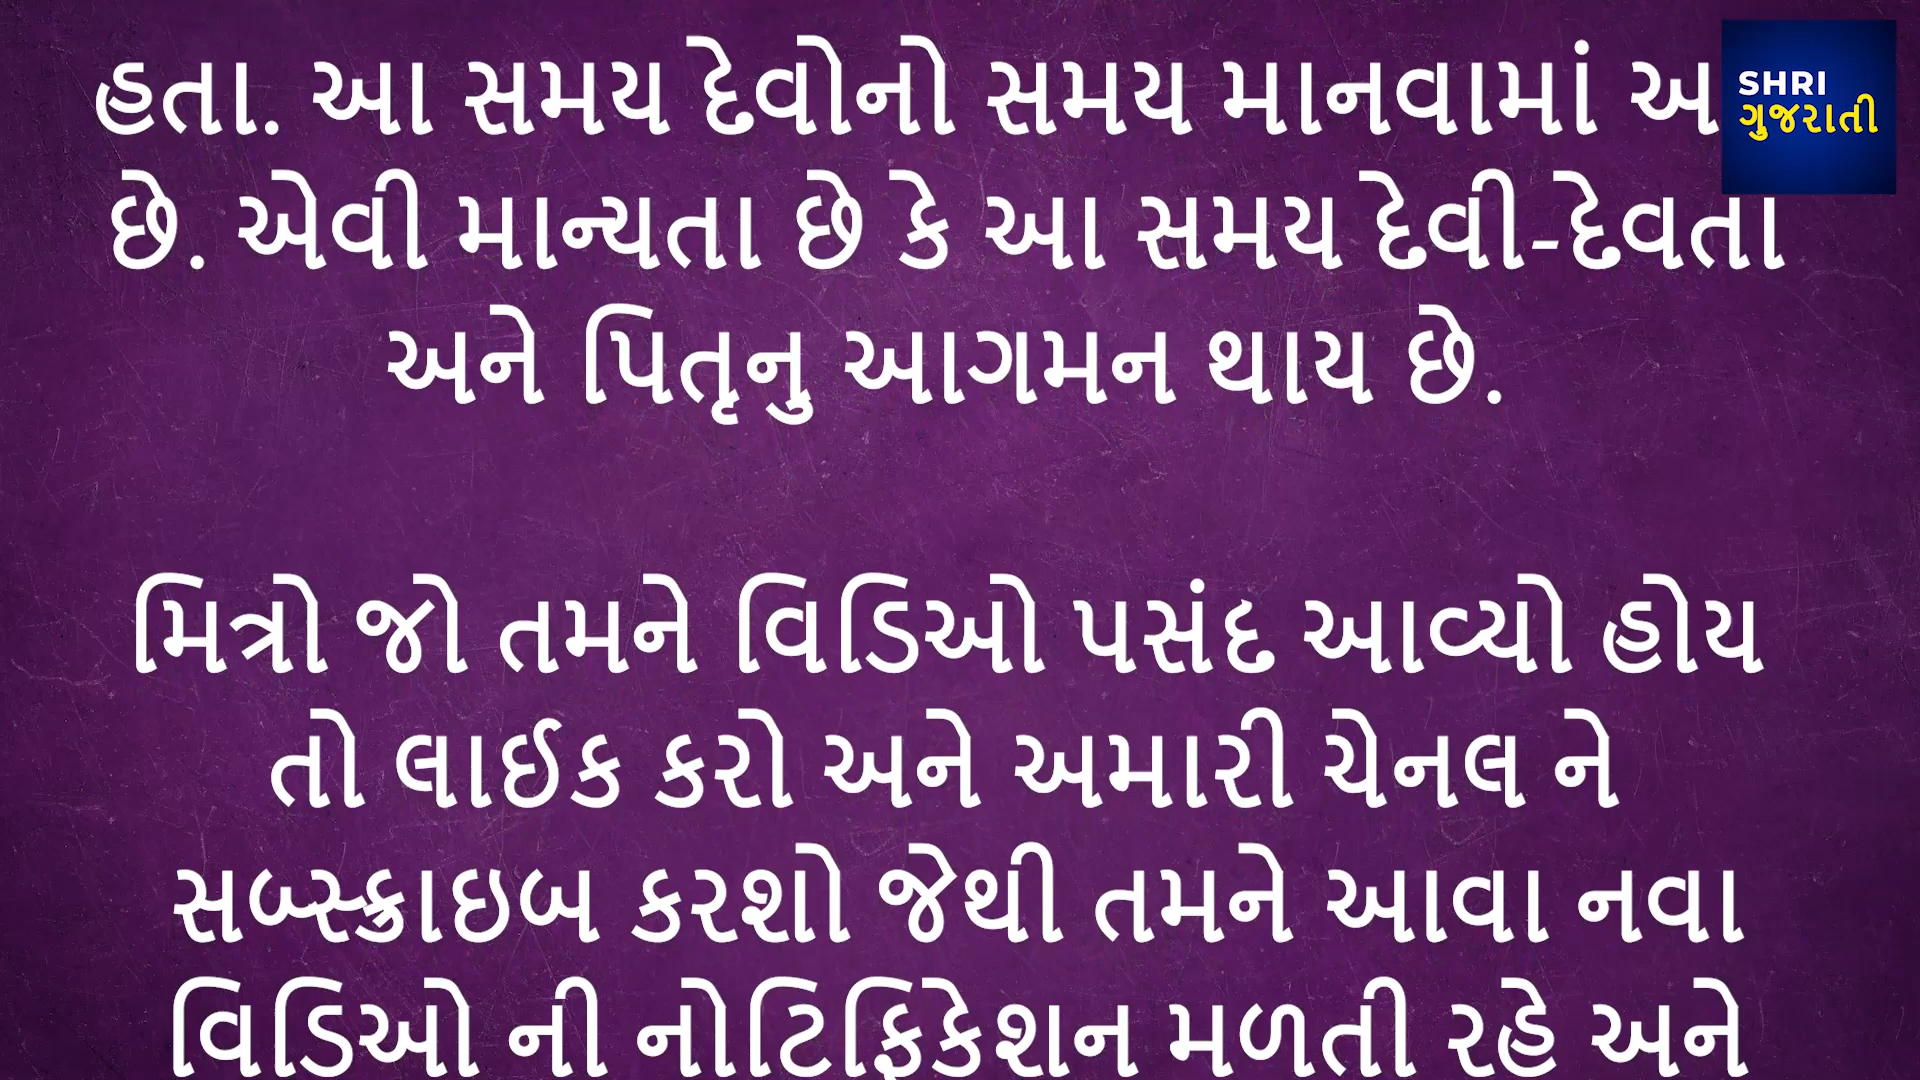 હતા. આ સમય દેવોનો સમય માનવામાં
SHRI
ગુજરાતી
છે. એવી માન્યતા છે કે આ સમય દેવી-દેવતા
અને પિતૃનુ આગમન થાય છે.
મિત્રો જો તમને વિડિઓ પસંદ આવ્યો હોય
તો લાઈક કરો અને અમારી ચેનલ ને
સબ્સ્ક્રાઇબ કરશો જેથી તમને આવા નવા
વિડિઓ ની નોટિફિકેશન મળતી રહે અને